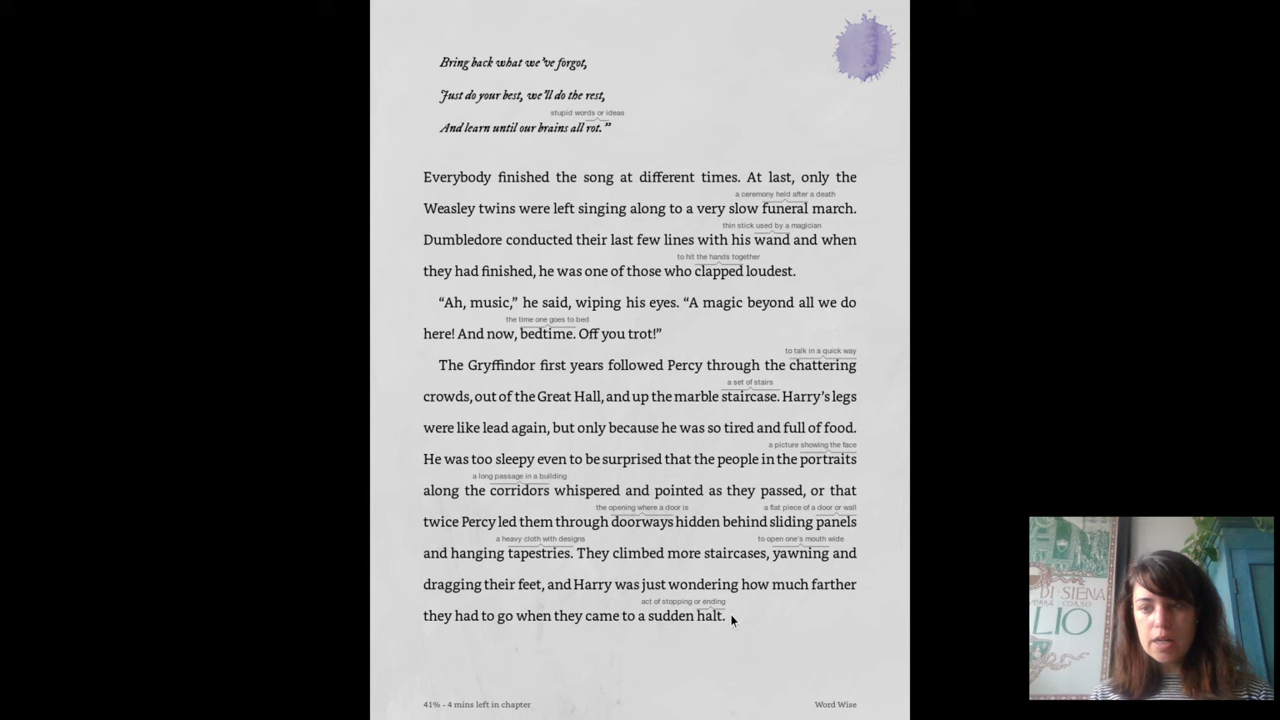 Bring back what we've forgot,
Just do your best, we'll do the rest,
stupid words or ideas
And learn until our brains all rot.”
Everybody finished the song at different times. At last, only the
a ceremony held after a death
Weasley twins were left singing along to a very slow funeral march.
thin stick used by a magician
Dumbledore conducted their last few lines with his wand and when
to hit the hands together
they had finished, he was one of those who clapped loudest.
“Ah, music,” he said, wiping his eyes. “A magic beyond all we do
the time one goes to bed
here! And now, bedtime. Off you trot!”
to talk in a quick way
The Gryffindor first years followed Percy through the chattering
a set of stairs
crowds, out of the Great Hall, and up the marble staircase. Harry's legs
were like lead again, but only because he was so tired and full of food.
a picture showing the face
He was too sleepy even to be surprised that the people in the portraits
a long passage in a building
along the corridors whispered and pointed as they passed, or that
the opening where a door is a flat piece of a door or wall
twice Percy led them through doorways hidden behind sliding panels
a heavy cloth with designs to open one's mouth wide
and hanging tapestries. They climbed more staircases, yawning and
dragging their feet, and Harry was just wondering how much farther
act of stopping or ending
they had to go when they came to a sudden halt.
41% - 4 mins left in chapter Word Wise
DI SIENA
LIO